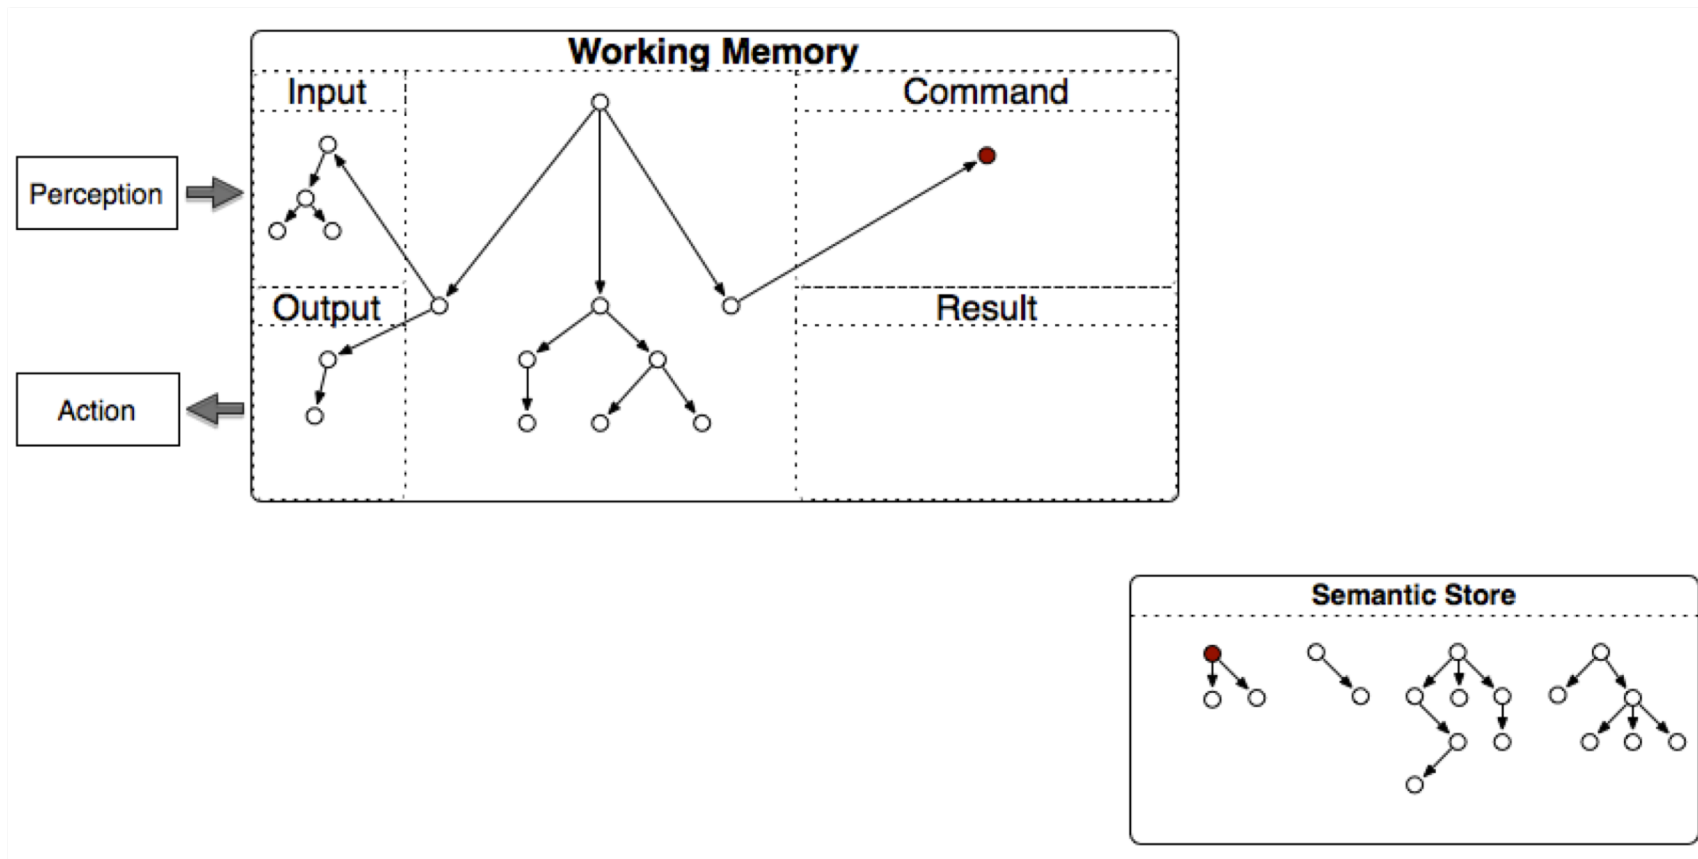 Working Memory
Input
Command
Perception
Output
Result
Action
Semantic Store